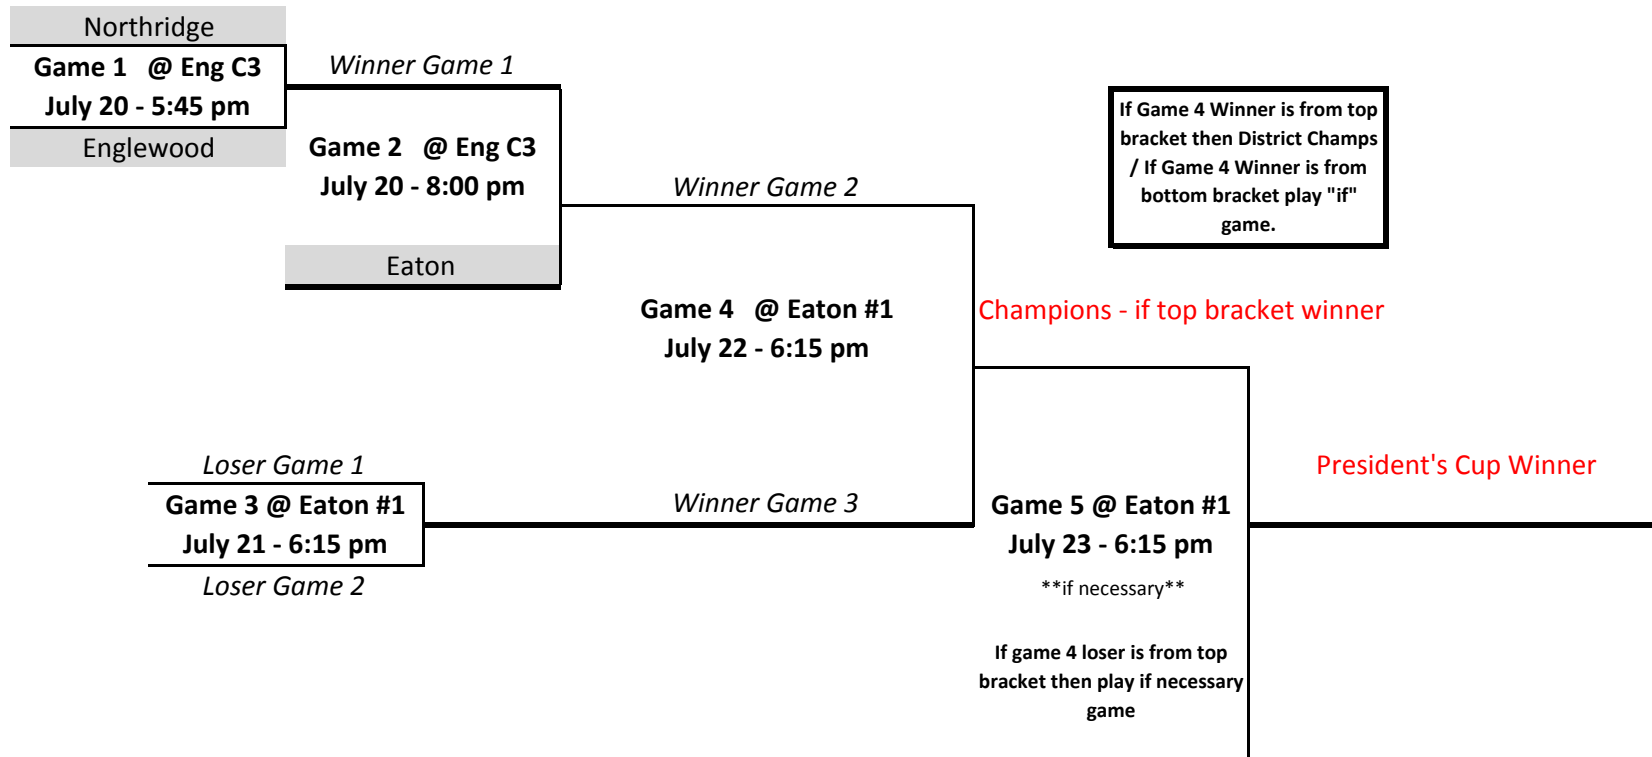 Northridge
Game 1 @ Eng C3
July 20 - 5:45 pm
Englewood
Winner Game 1
Game 2 @ Eng C3
July 20 - 8:00 pm
Eaton
Winner Game 2
If Game 4 Winner is from top
bracket then District Champs
/ If Game 4 Winner is from
bottom bracket play "if"
game.
Game 4 @ Eaton #1
July 22 - 6:15 pm
Champions - if top bracket winner
Loser Game 1
Game 3 @ Eaton #1
July 21 - 6:15 pm
Loser Game 2
Winner Game 3
Game 5 @ Eaton #1
July 23 - 6:15 pm
**if necessary**
If game 4 loser is from top
bracket then play if necessary
game
President's Cup Winner